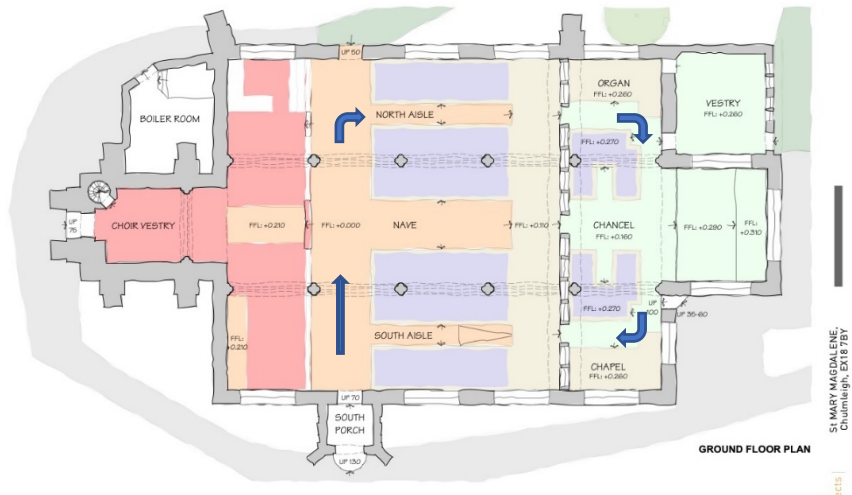 UP 50
ORGAN
FFL: +0.260
VESTRY
FFL: +0.260
BOILER ROOM
NORTH AISLE
FFL: +0.270
UP
75
CHOIR VESTRY
FFL: +0.210
FFL: +0.000
NAVE
FFL: +0.110
CHANCEL
FFL: +0.160
FFL: +0.280
FFL:
+0.310
FFL: +0.270
UP
100
UP 36-60
SOUTH AISLE
FFL:
+0.210
CHAPEL
FFL: +0.260
UP 70
SOUTH
PORCH
UP 130
GROUND FLOOR PLAN
St MARY MAGDALENE,
Chulmleigh, EX18 7BY